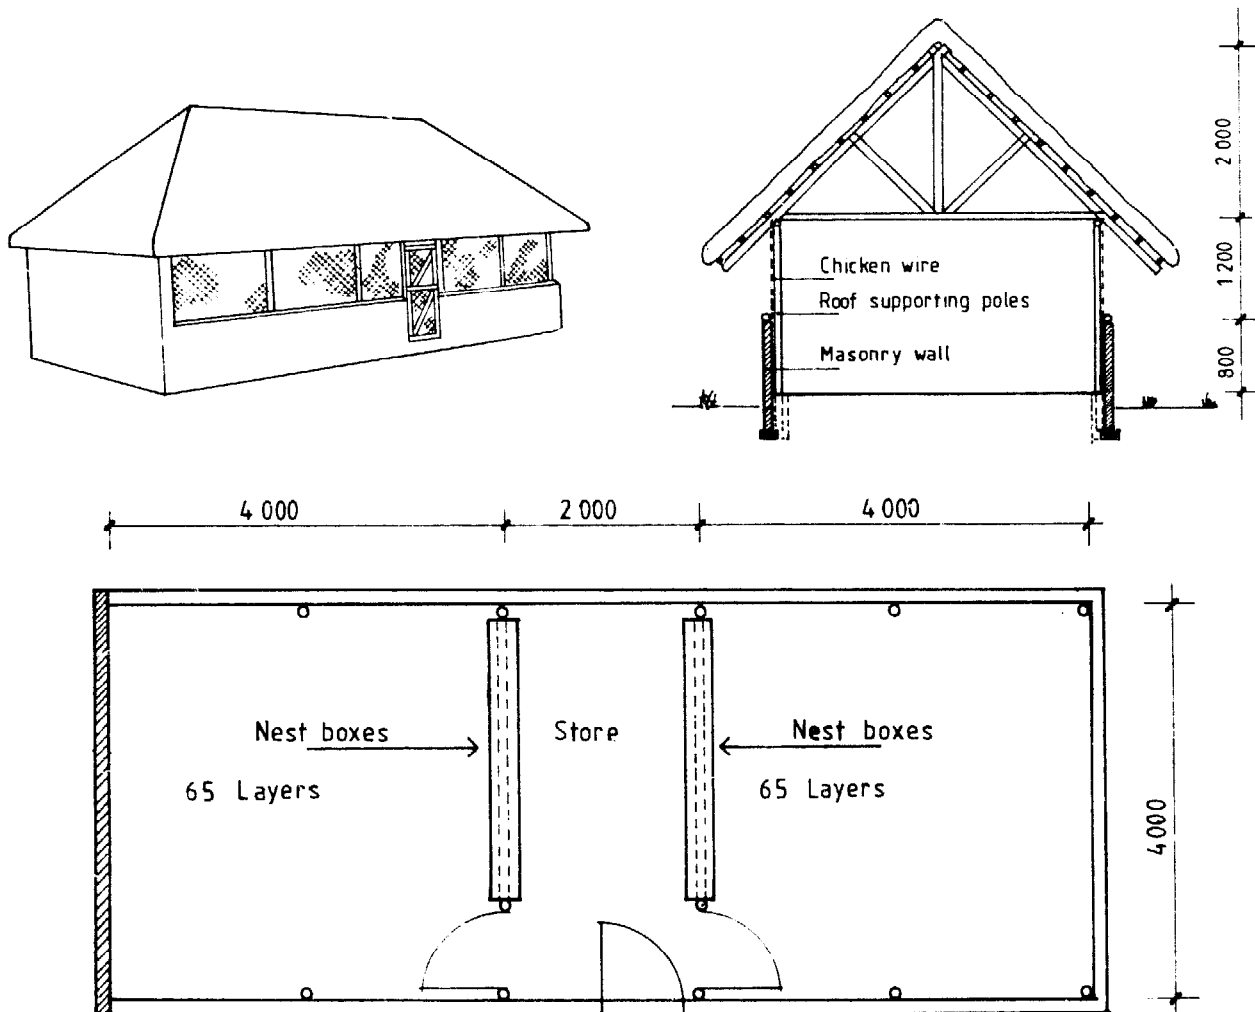 2 000
1 200
800
Chicken wire
Roof supporting poles
Masonry wall
4 000
2 000
4 000
Nest boxes
65 Layers
Store
Nest boxes
65 Layers
4000